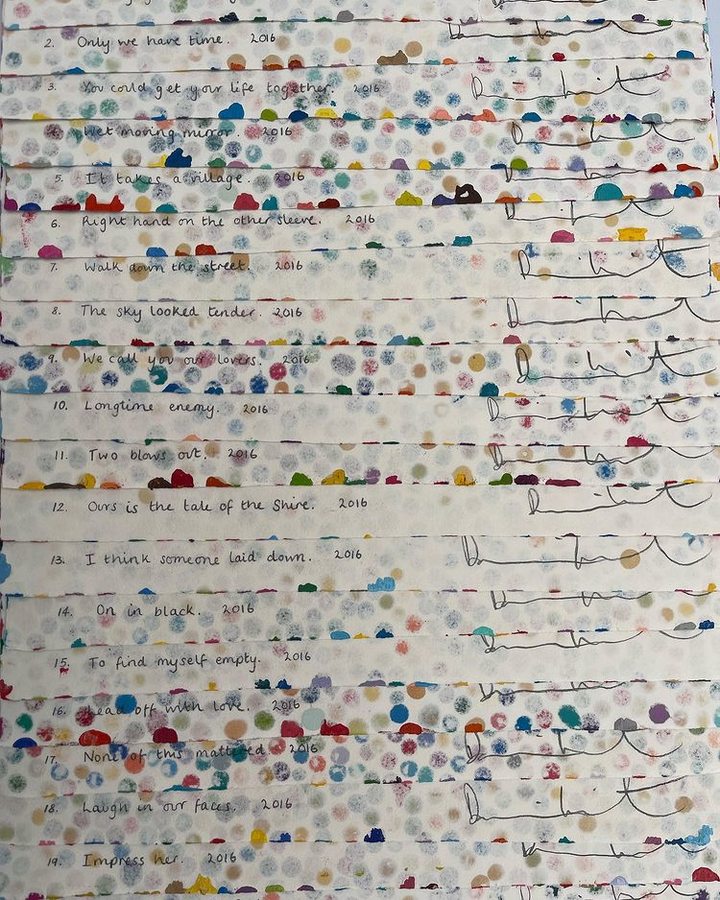 2. Only we have time. 2016
3. You could get your life together. 2016
4. Wet moving mirror. 2016
5. It takes a village. 2016
6. Right hand on the other sleeve. 2016
7. Walk down the street. 2016
8. The sky looked tender. 2016
9. We call you our lovers. 2016
10. Longtime enemy. 2016
11. Two blows out. 2016
12. Ours is the tale of the Shire. 2016
13. I think someone laid down. 2016
14. On in black. 2016
15. To find myself empty. 2016
16. Lead off with love. 2016
17. None of this mattered 2016
18. Laugh in our faces. 2016
19. Impress her. 2016